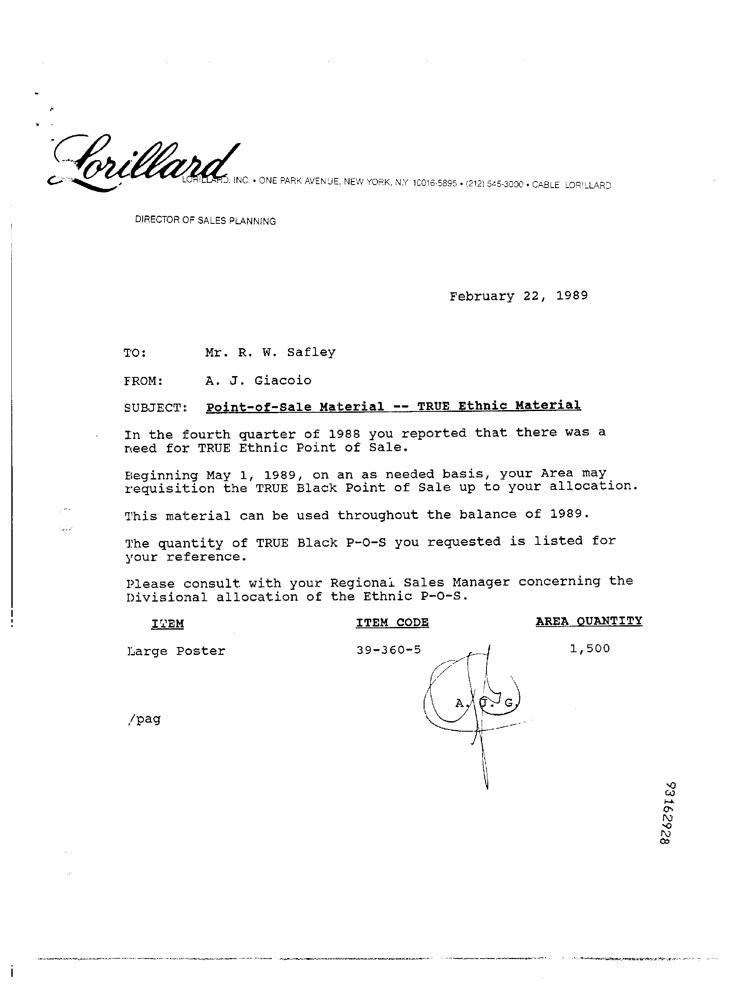 Lorillard
LORILLARD, INC. • ONE PARK AVENUE, NEW YORK, N.Y. 10016-5895 • (212) 545-3000 • CABLE LORILLARD
DIRECTOR OF SALES PLANNING
February 22, 1989
TO: Mr. R. W. Safley
FROM: A. J. Giacoio
SUBJECT: Point-of-Sale Material -- TRUE Ethnic Material
In the fourth quarter of 1988 you reported that there was a
need for TRUE Ethnic Point of Sale.
Beginning May 1, 1989, on an as needed basis, your Area may
requisition the TRUE Black Point of Sale up to your allocation.
This material can be used throughout the balance of 1989.
The quantity of TRUE Black P-O-S you requested is listed for
your reference.
Please consult with your Regional Sales Manager concerning the
Divisional allocation of the Ethnic P-O-S.
ITEM ITEM CODE AREA QUANTITY
Large Poster 39-360-5 1,500
A. J. G.
/pag
93162928